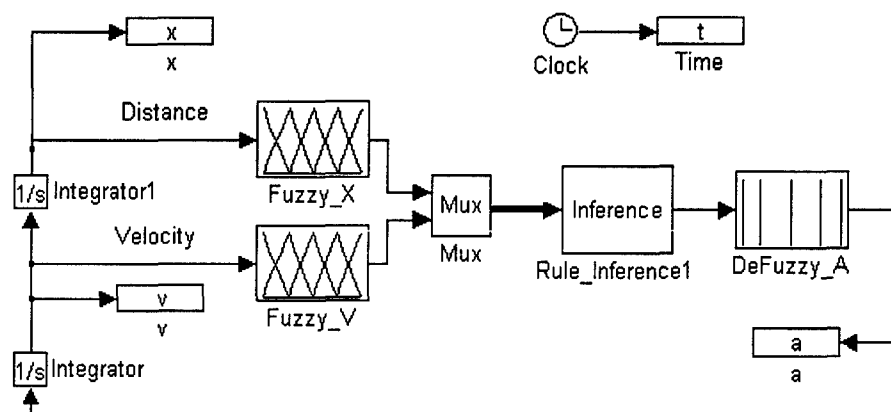 x
x
t
Clock
Time
Distance
Fuzzy_X
1/s
Integrator1
Mux
Mux
Inference
Rule_Inference1
DeFuzzy_A
Velocity
Fuzzy_V
v
v
1/s
Integrator
a
a